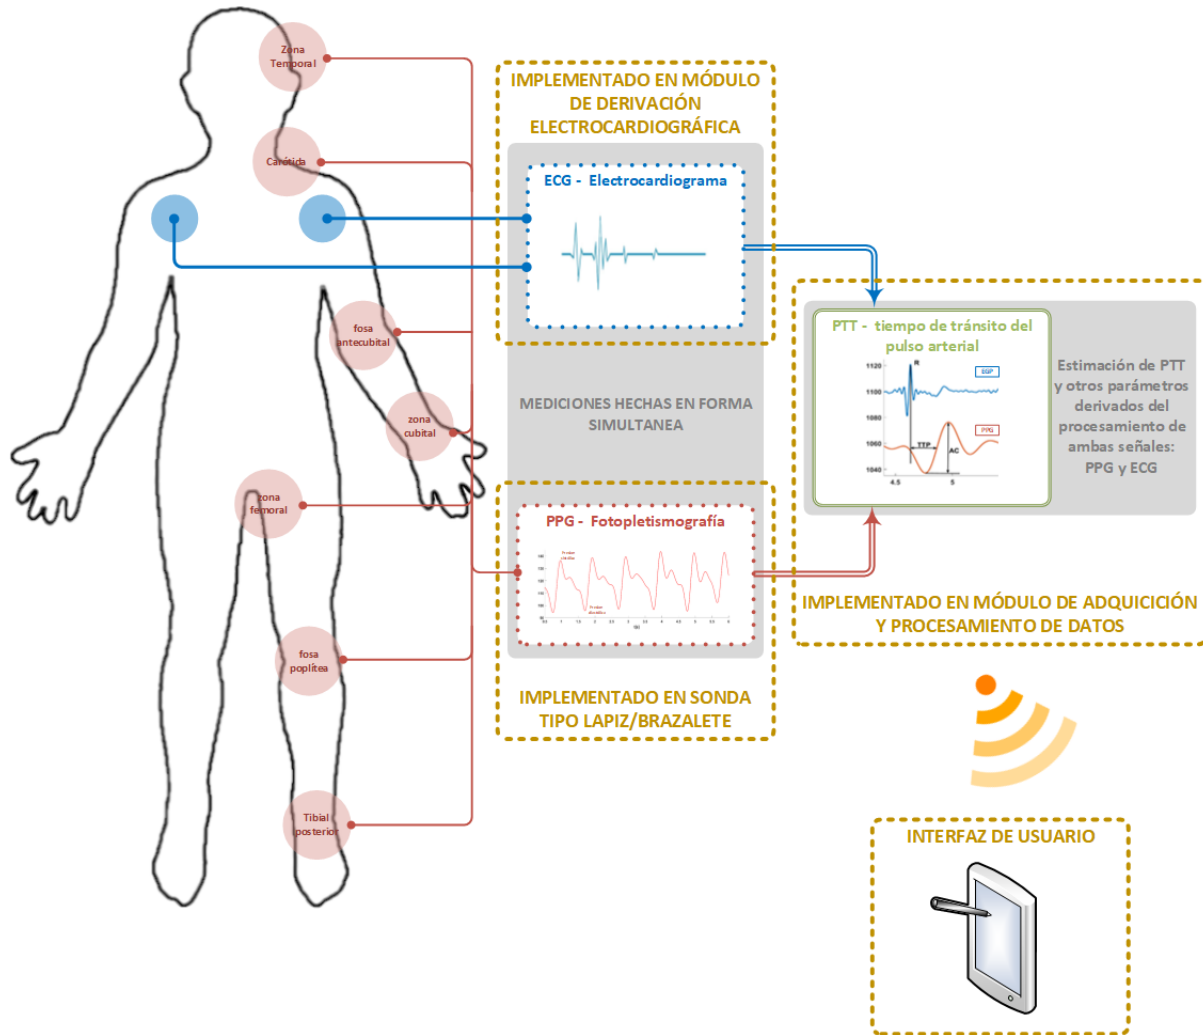 Zona
Temporal
Carótida
fosa
antecubital
zona
cubital
zona
femoral
fosa
poplítea
Tibial
posterior
IMPLEMENTADO EN MÓDULO
DE DERIVACIÓN
ELECTROCARDIOGRÁFICA
ECG - Electrocardiograma
MEDICIONES HECHAS EN FORMA
SIMULTANEA
PPG - Fotopletismografía
IMPLEMENTADO EN SONDA
TIPO LAPIZ/BRAZALETE
PTT - tiempo de tránsito del
pulso arterial
R
1120
1100
1080
1060
1040
PPG
TTP
AC
4.5
5
Estimación de PTT
y otros parámetros
derivados del
procesamiento de
ambas señales:
PPG y ECG
IMPLEMENTADO EN MÓDULO DE ADQUICICIÓN
Y PROCESAMIENTO DE DATOS
INTERFAZ DE USUARIO